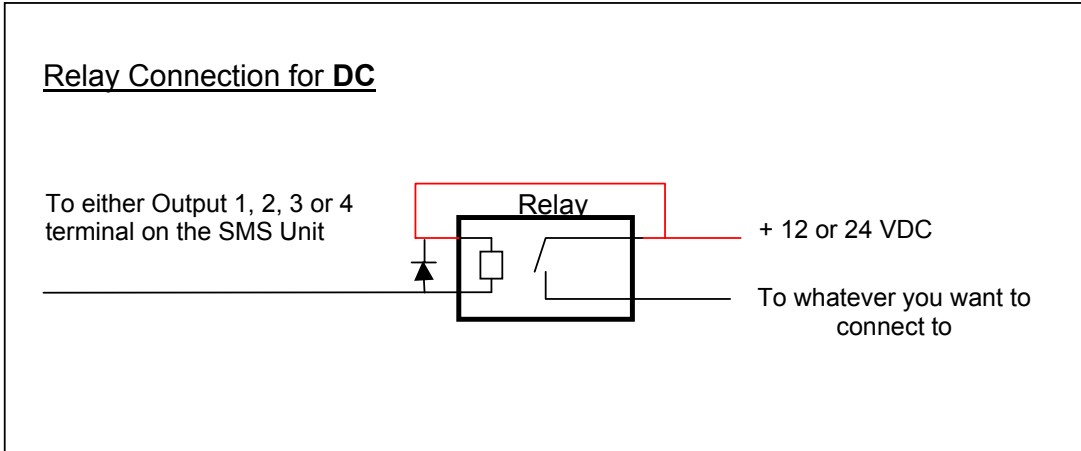 Relay Connection for DC
To either Output 1, 2, 3 or 4
terminal on the SMS Unit
Relay
+ 12 or 24 VDC
To whatever you want to
connect to